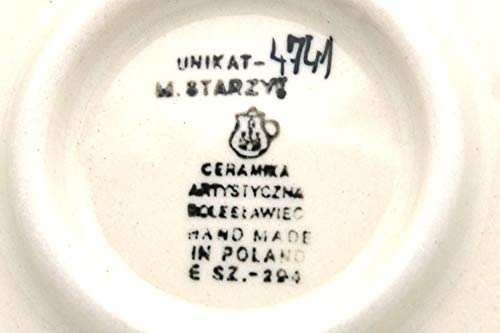 UNIKAT-4741
M. STARZYK
CERAMIKA
ARTYSTYCZNA
BOLESŁAWIEC
HAND MADE
IN POLAND
E SZ.-294